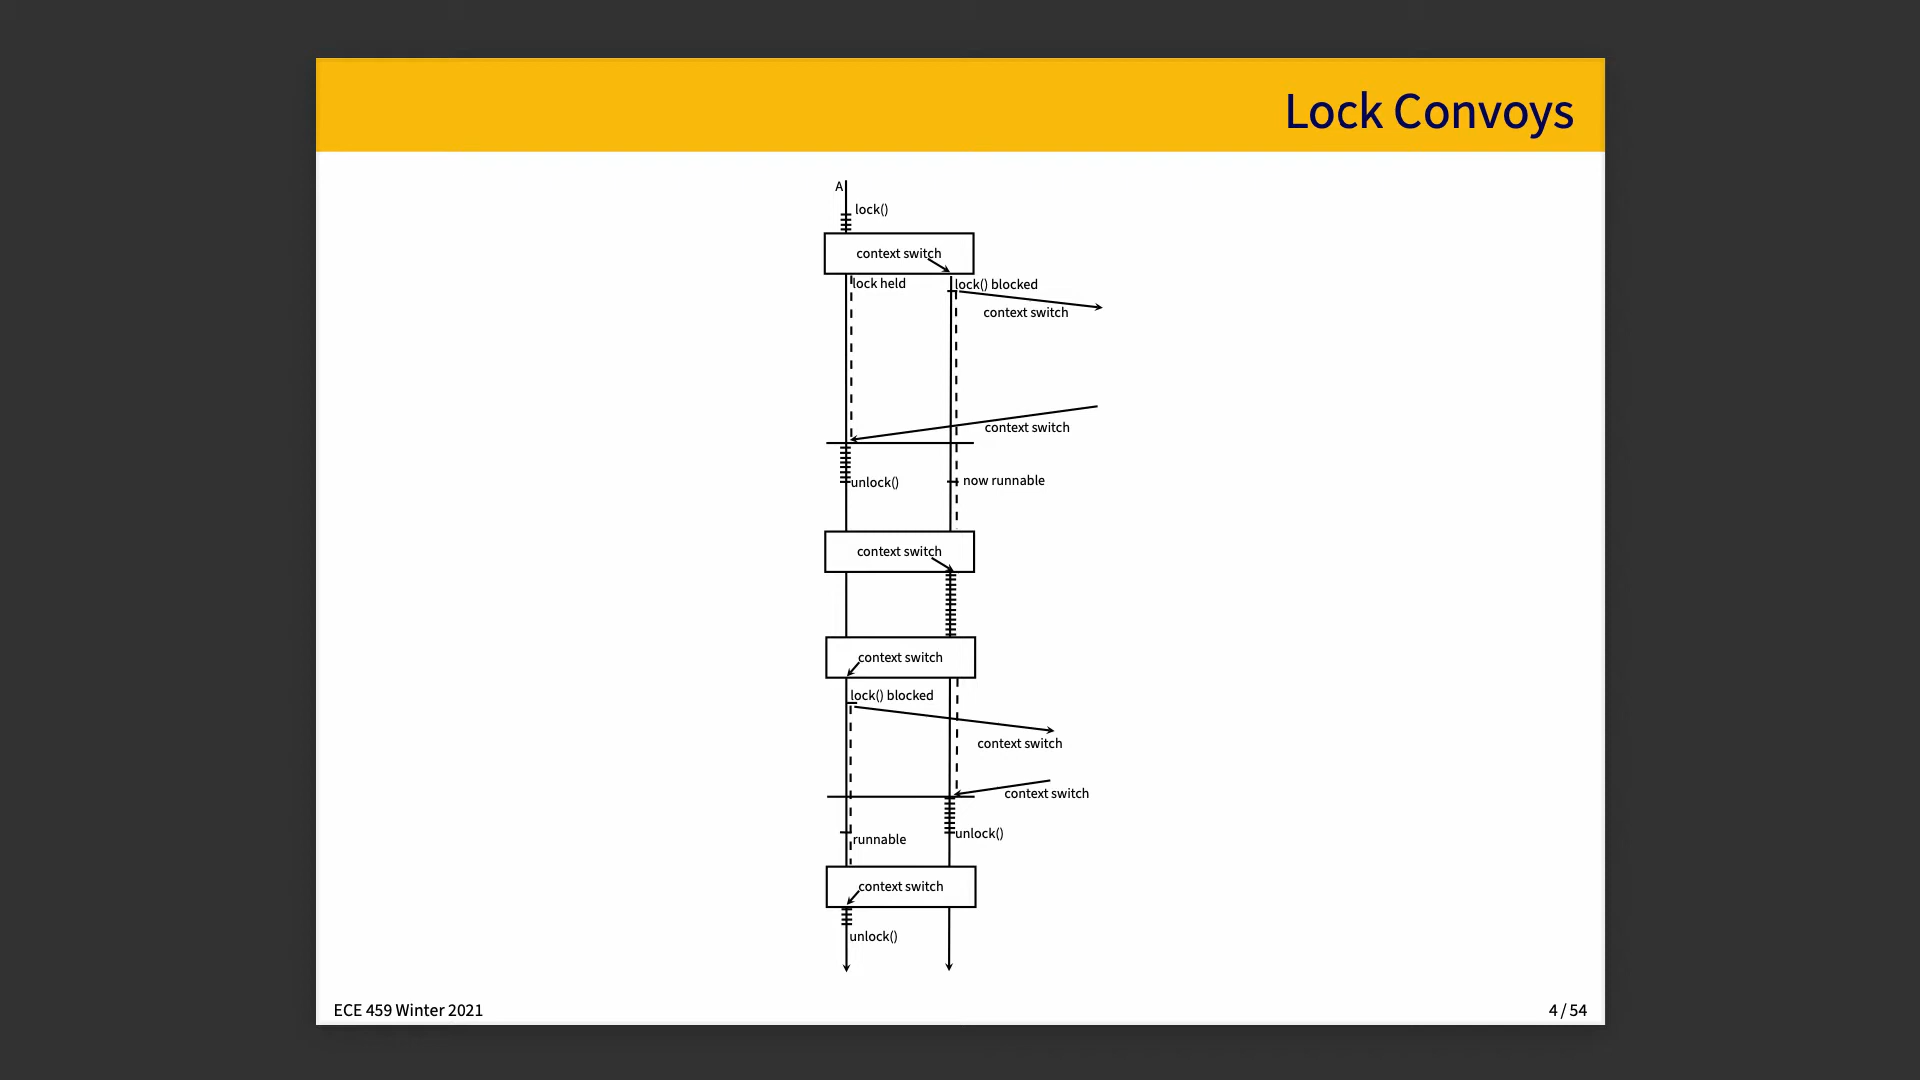 Lock Convoys
A
lock()
context switch
lock held
lock() blocked
context switch
context switch
unlock()
now runnable
context switch
context switch
lock() blocked
context switch
context switch
unlock()
runnable
context switch
unlock()
ECE 459 Winter 2021
4 / 54